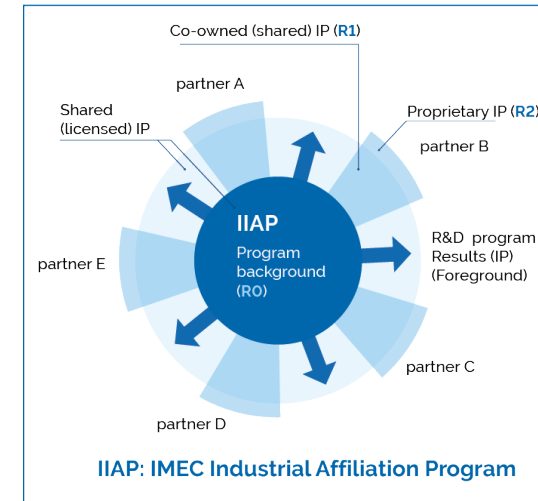 Co-owned (shared) IP (R1)
partner A
Shared
(licensed) IP
Proprietary IP (R2)
partner B
IIAP
Program
background
(R0)
R&D program
Results (IP)
(Foreground)
partner E
partner C
partner D
IIAP: IMEC Industrial Affiliation Program